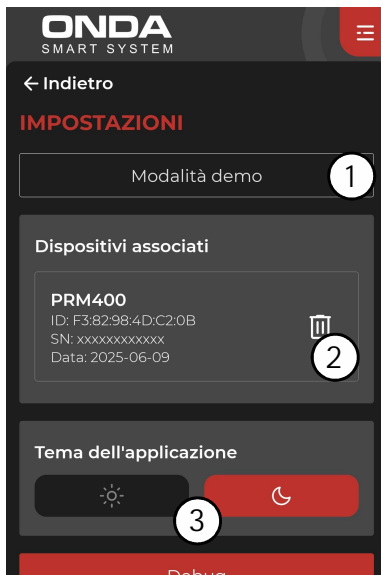 ONDA
SMART SYSTEM
Indietro
IMPOSTAZIONI
Modalità demo
1
Dispositivi associati
PRM400
ID: F3:82:98:4D:C2:0B
SN: xxxxxxxxxxxx
Data: 2025-06-09
2
Tema dell'applicazione
3
Debug